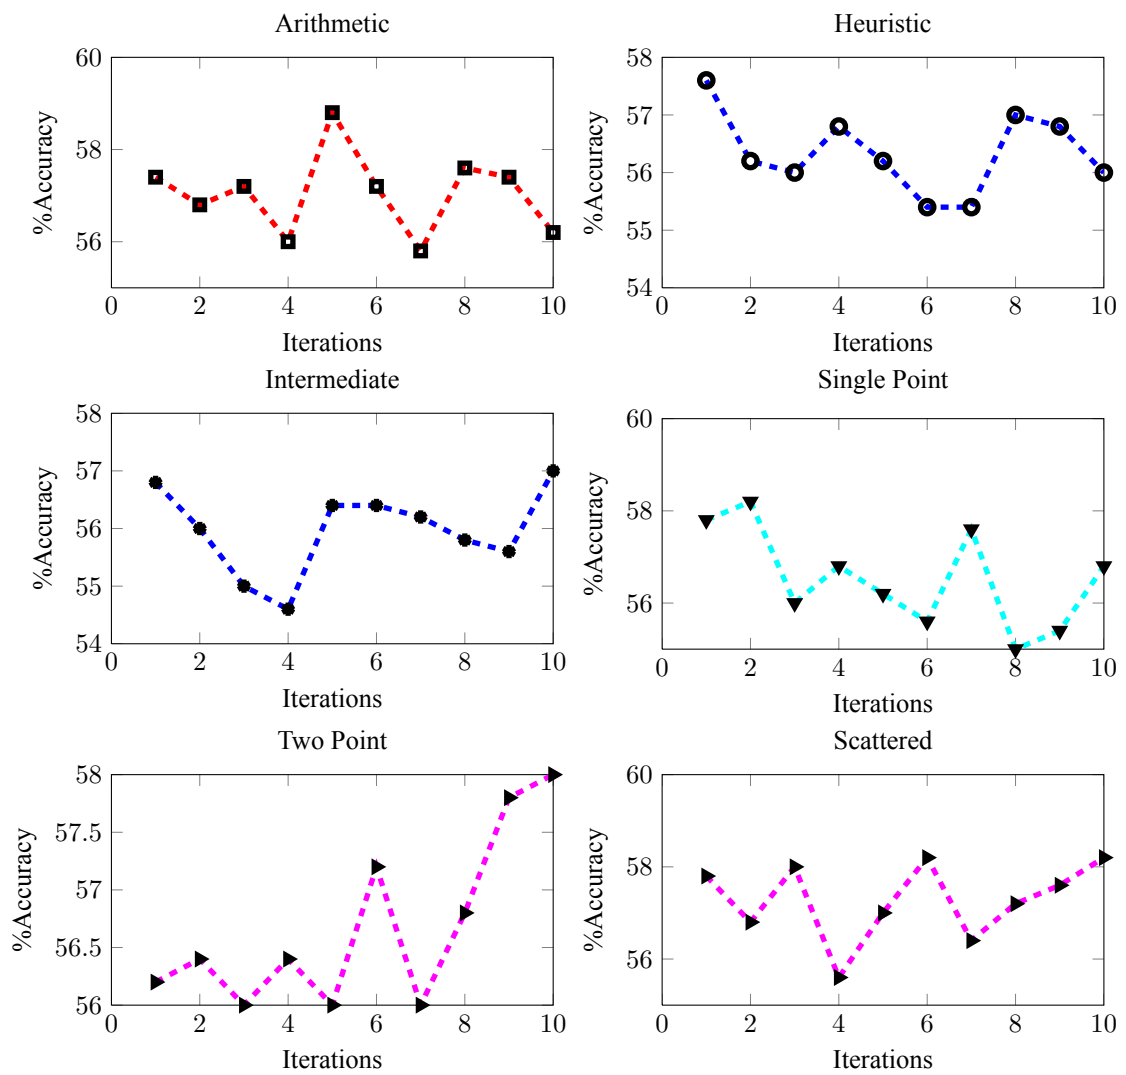 Arithmetic
60
58
56
0 2 4 6 8 10
%Accuracy
Iterations
Heuristic
58
57
56
55
54
0 2 4 6 8 10
%Accuracy
Iterations
Intermediate
58
57
56
55
54
0 2 4 6 8 10
%Accuracy
Iterations
Single Point
60
58
56
0 2 4 6 8 10
%Accuracy
Iterations
Two Point
58
57.5
57
56.5
56
0 2 4 6 8 10
%Accuracy
Iterations
Scattered
60
58
56
0 2 4 6 8 10
%Accuracy
Iterations